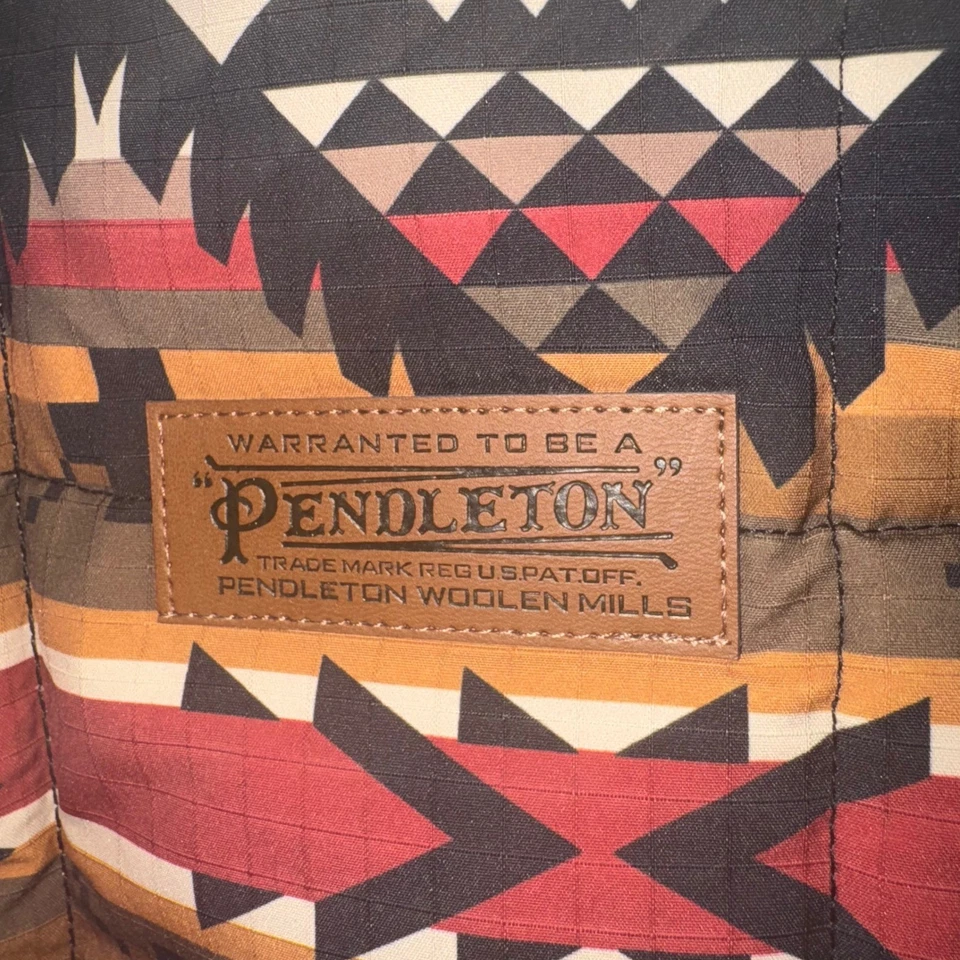 WARRANTED TO BE A
"PENDLETON"
TRADE MARK REG U.S.PAT.OFF.
PENDLETON WOOLEN MILLS